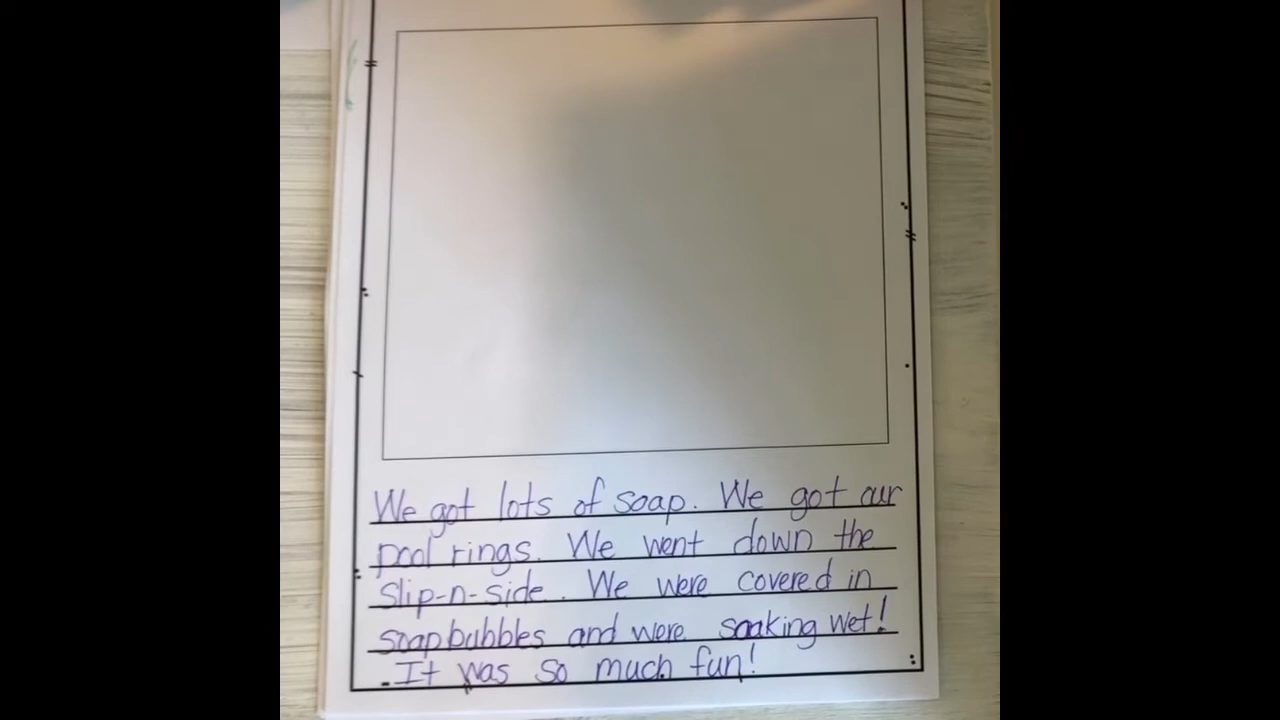 We got lots of soap. We got our
pool rings. We went down the
Slip-n-side. We were covered in
soap bubbles and were soaking wet!
It was so much fun!